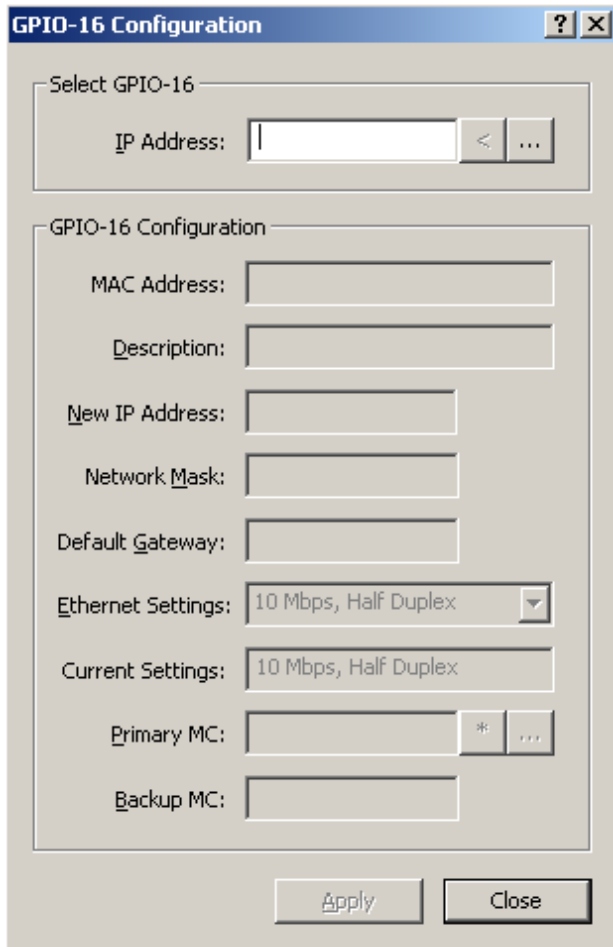 GPIO-16 Configuration ? X
Select GPIO-16
IP Address: < ...
GPIO-16 Configuration
MAC Address:
Description:
New IP Address:
Network Mask:
Default Gateway:
Ethernet Settings: 10 Mbps, Half Duplex
Current Settings: 10 Mbps, Half Duplex
Primary MC: * ...
Backup MC:
Apply Close